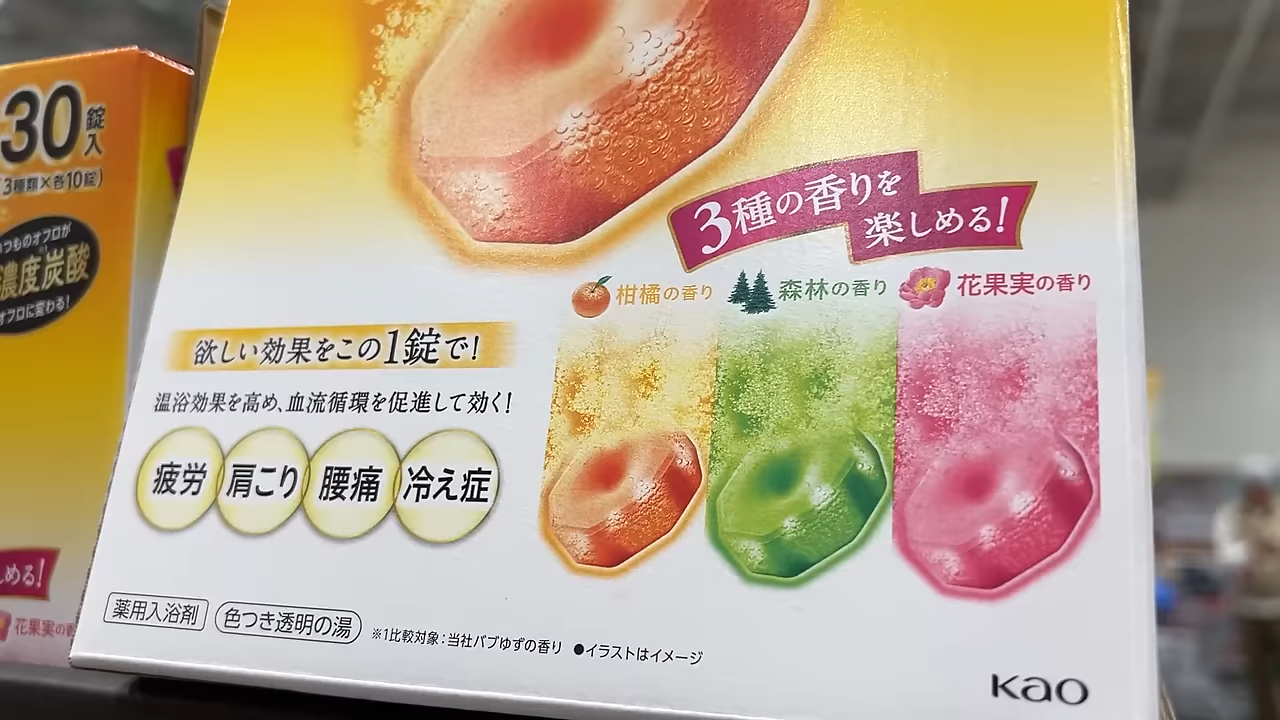 30錠入
(3種類×各10錠)
いつものオフロが
濃度炭酸
オフロに変わる!
しめる!
花果実の香
3種の香りを
楽しめる!
柑橘の香り
森林の香り
花果実の香り
欲しい効果をこの1錠で!
温浴効果を高め、血流循環を促進して効く!
疲労
肩こり
腰痛
冷え症
薬用入浴剤
色つき透明の湯
※1比較対象:当社バブゆずの香り ●イラストはイメージ
Kao